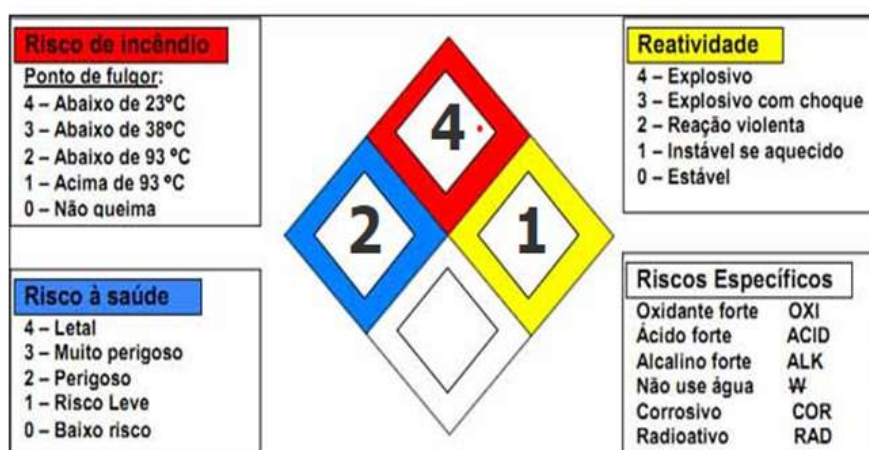 Risco de incêndio
Ponto de fulgor:
4 – Abaixo de 23ºC
3 – Abaixo de 38ºC
2 – Abaixo de 93 ºC
1 – Acima de 93 ºC
0 – Não queima
Risco à saúde
4 – Letal
3 – Muito perigoso
2 – Perigoso
1 – Risco Leve
0 – Baixo risco
4
2
1
Reatividade
4 – Explosivo
3 – Explosivo com choque
2 – Reação violenta
1 – Instável se aquecido
0 – Estável
Riscos Específicos
Oxidante forte OXI
Ácido forte ACID
Alcalino forte ALK
Não use água W
Corrosivo COR
Radioativo RAD